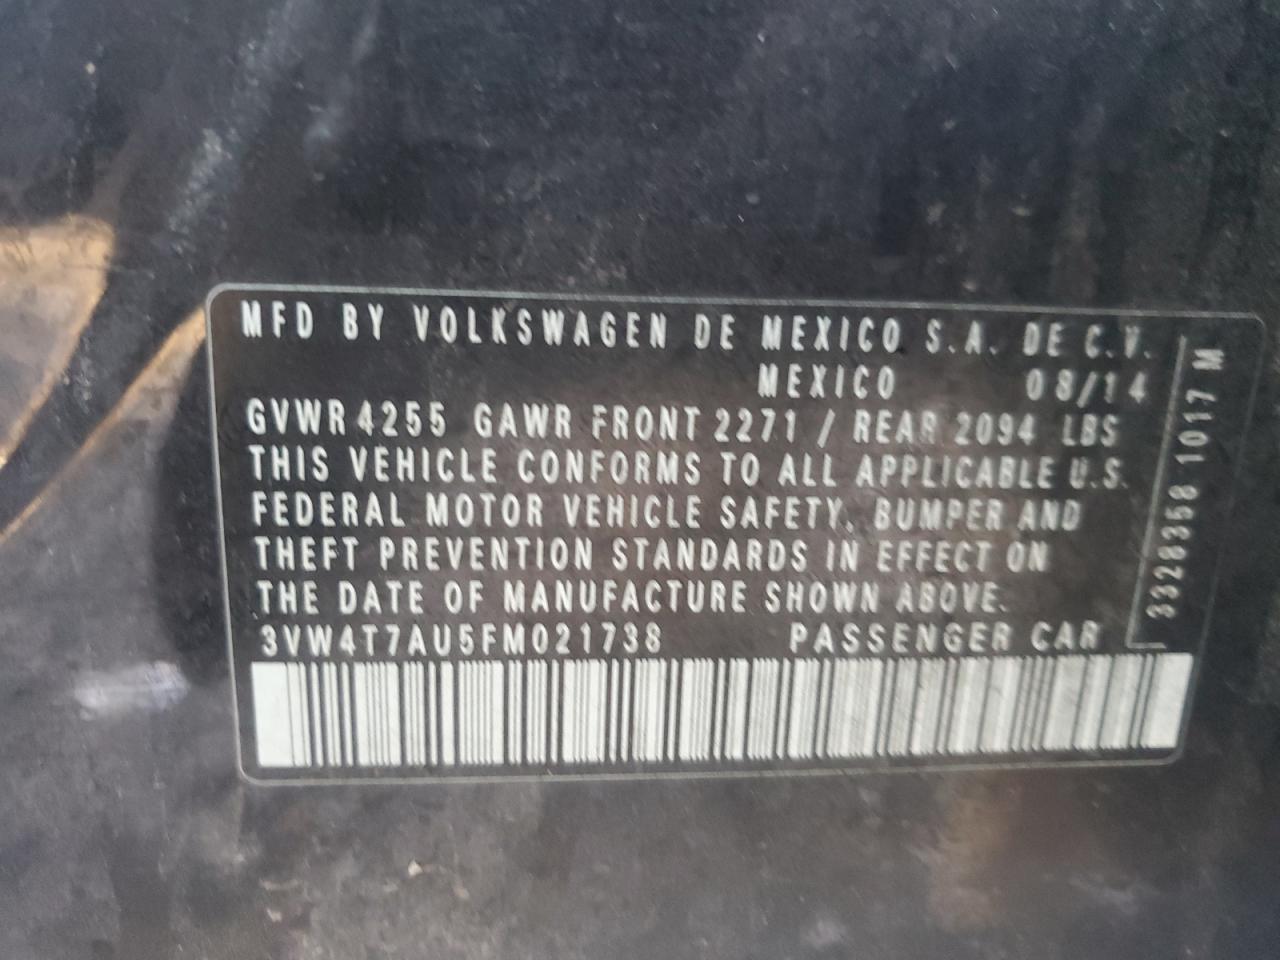 MFD BY VOLKSWAGEN DE MEXICO S.A. DE C.V.
MEXICO 08/14
GVWR 4255 GAWR FRONT 2271 / REAR 2094 LBS
THIS VEHICLE CONFORMS TO ALL APPLICABLE U.S.
FEDERAL MOTOR VEHICLE SAFETY, BUMPER AND
THEFT PREVENTION STANDARDS IN EFFECT ON
THE DATE OF MANUFACTURE SHOWN ABOVE.
3VW4T7AU5FM021738 PASSENGER CAR
3328358 1017 M